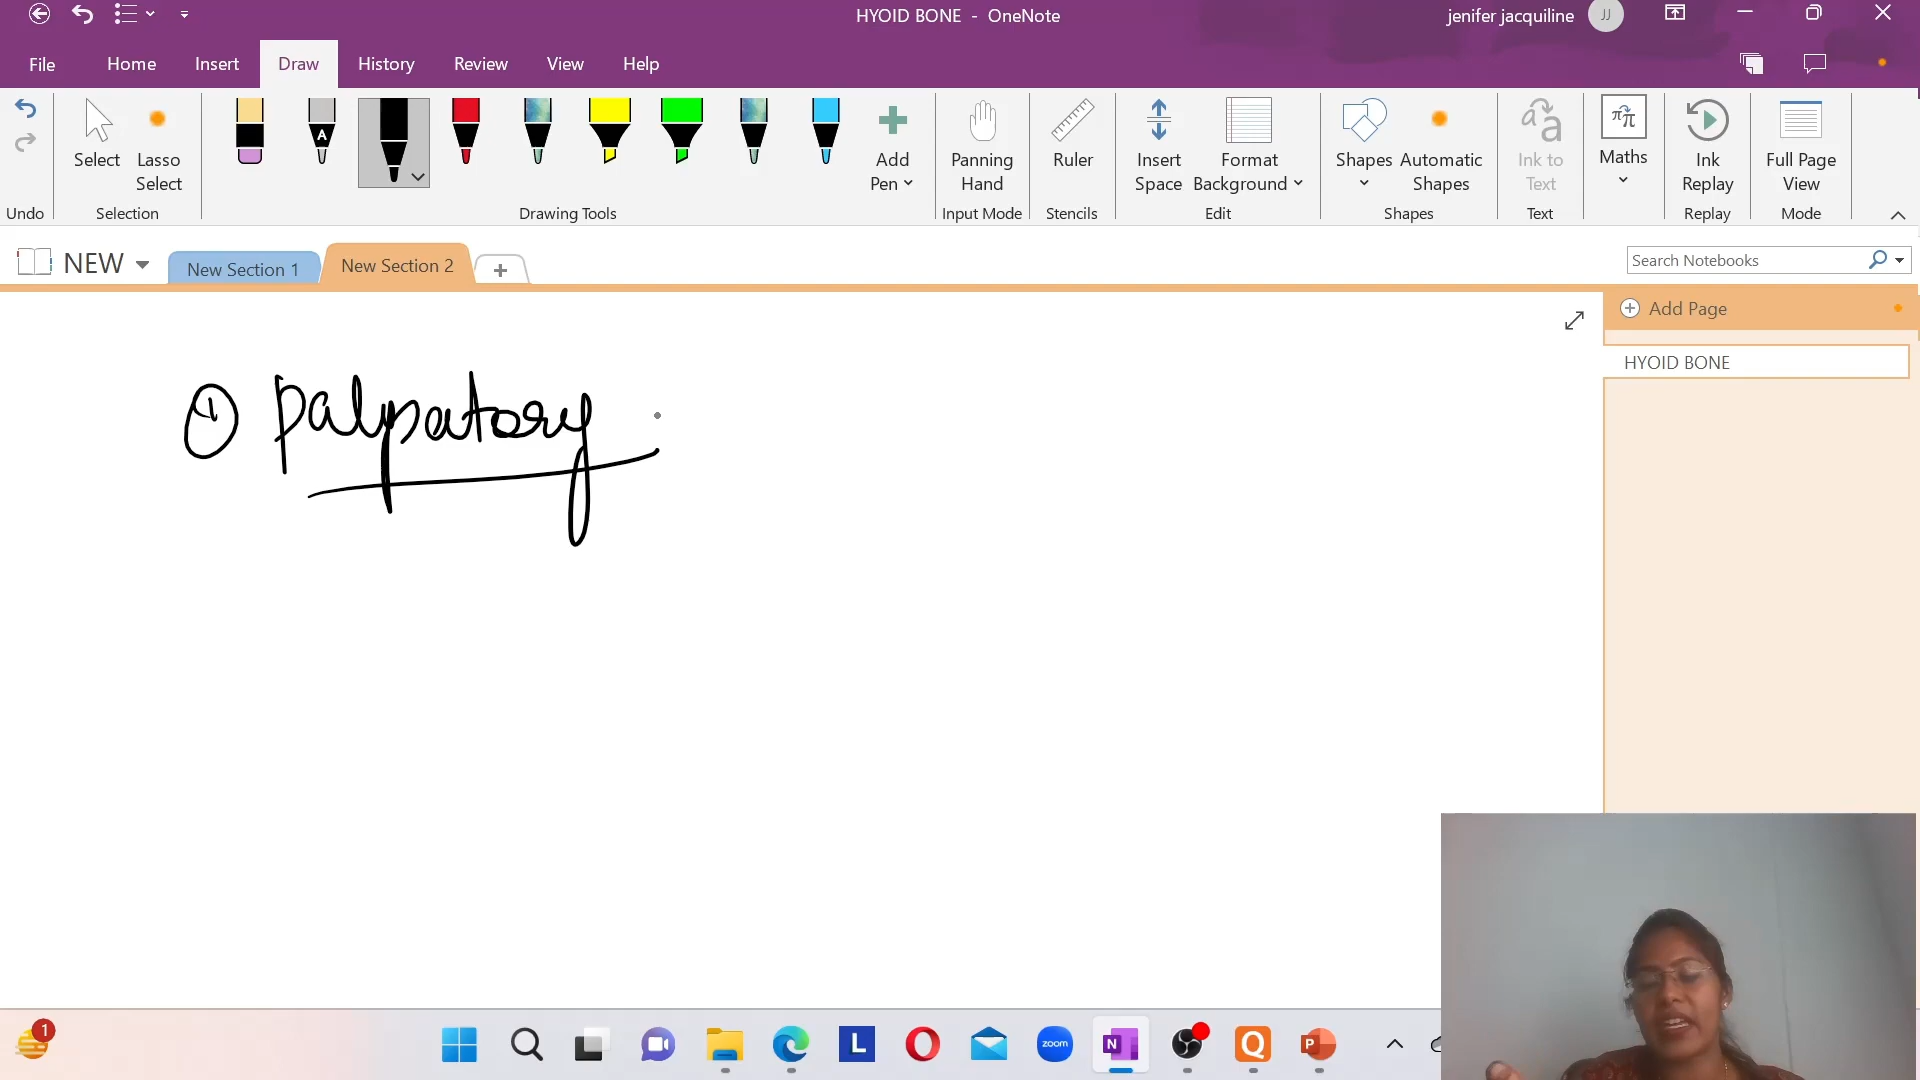 HYOID BONE - OneNote
jenifer jacquiline
JJ
File
Home
Insert
Draw
History
Review
View
Help
A
Select
Lasso Select
Add Pen
Panning Hand
Ruler
Insert Space
Format Background
Shapes
Automatic Shapes
Ink to Text
Maths
Ink Replay
Full Page View
Undo
Selection
Drawing Tools
Input Mode
Stencils
Edit
Shapes
Text
Replay
Mode
NEW
New Section 1
New Section 2
Search Notebooks
Add Page
HYOID BONE
① Palpatory
1
L
zoom
N
Q
P